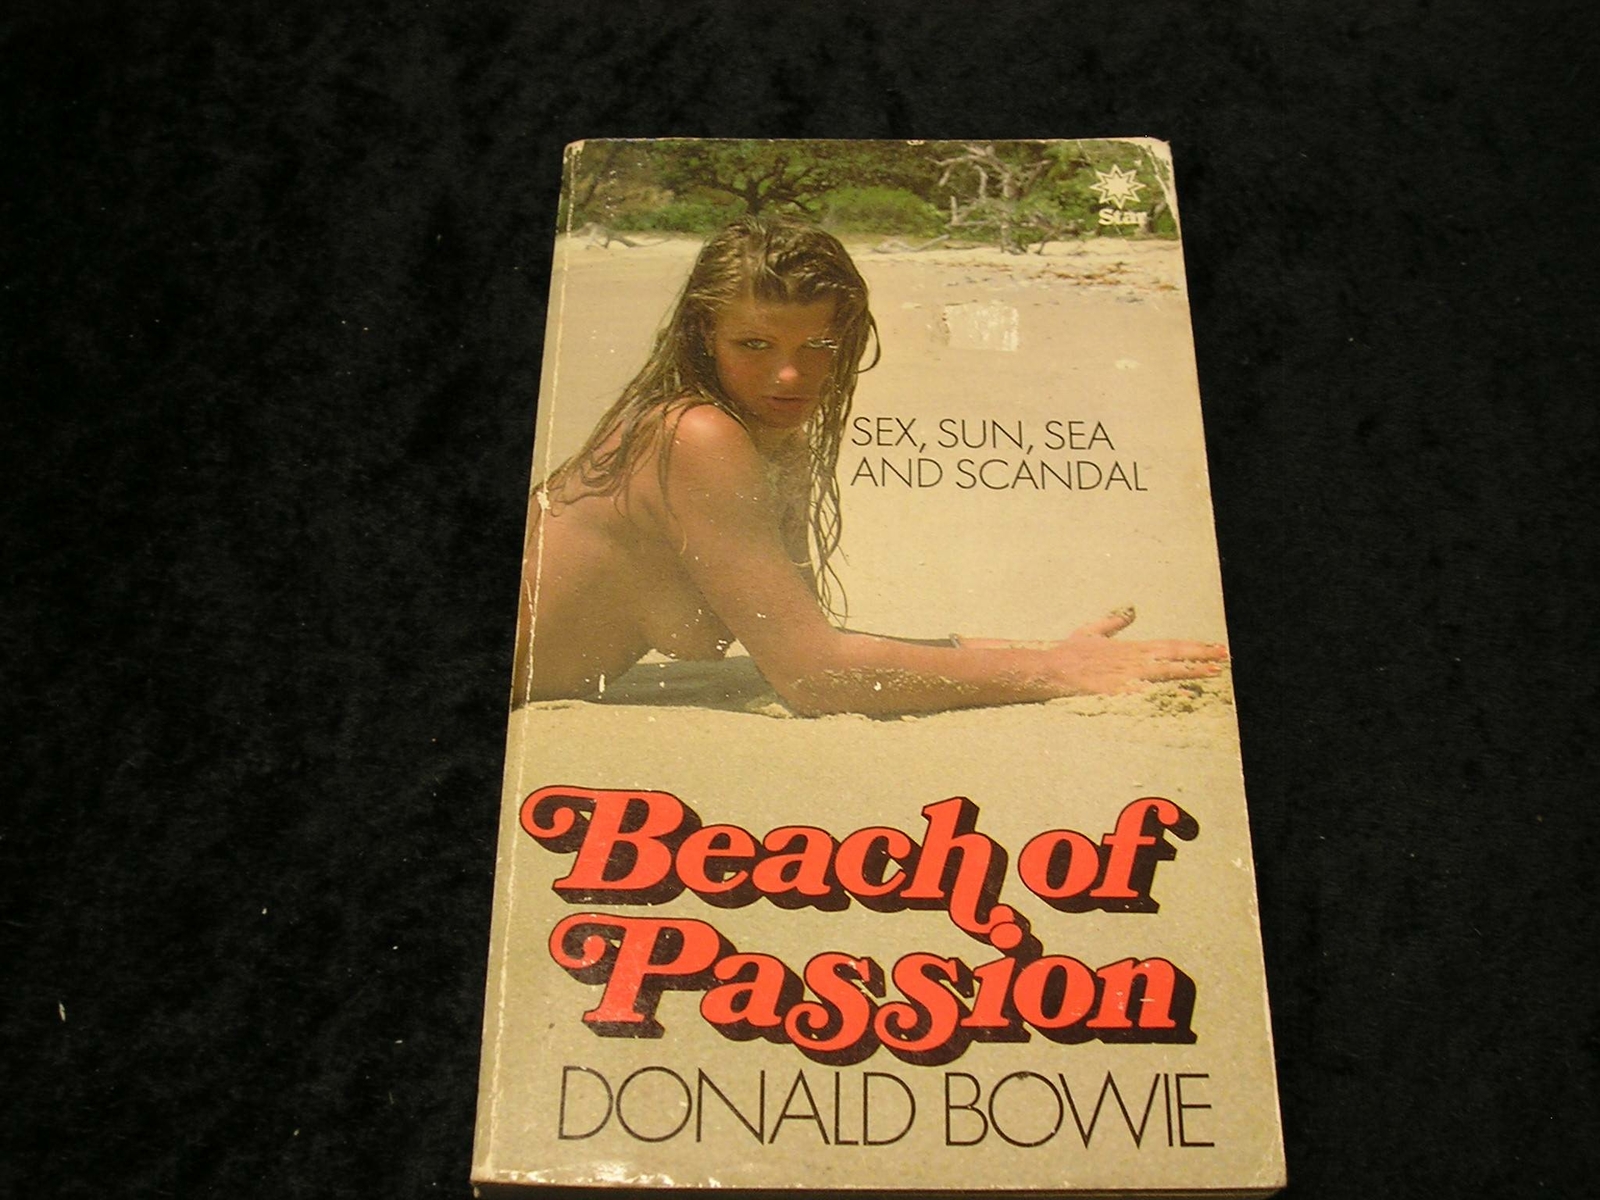 Star
SEX, SUN, SEA
AND SCANDAL
Beach of
Passion
DONALD BOWIE